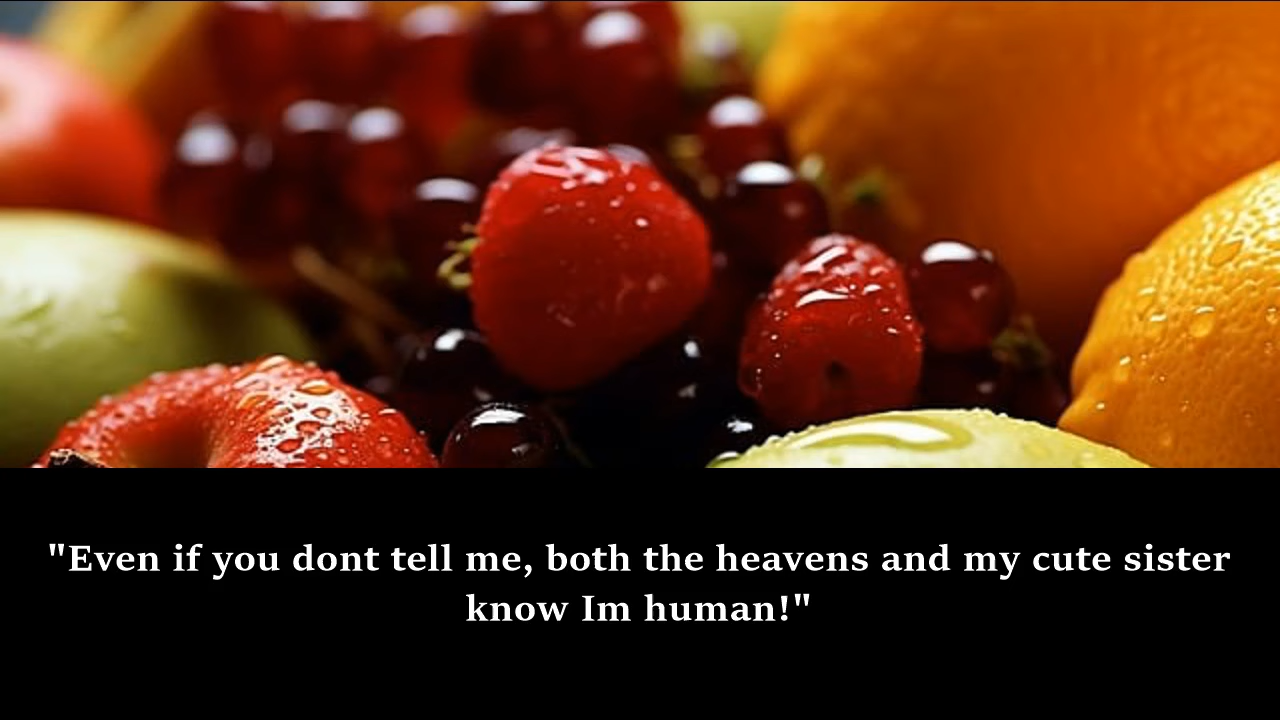 "Even if you dont tell me, both the heavens and my cute sister
know Im human!"